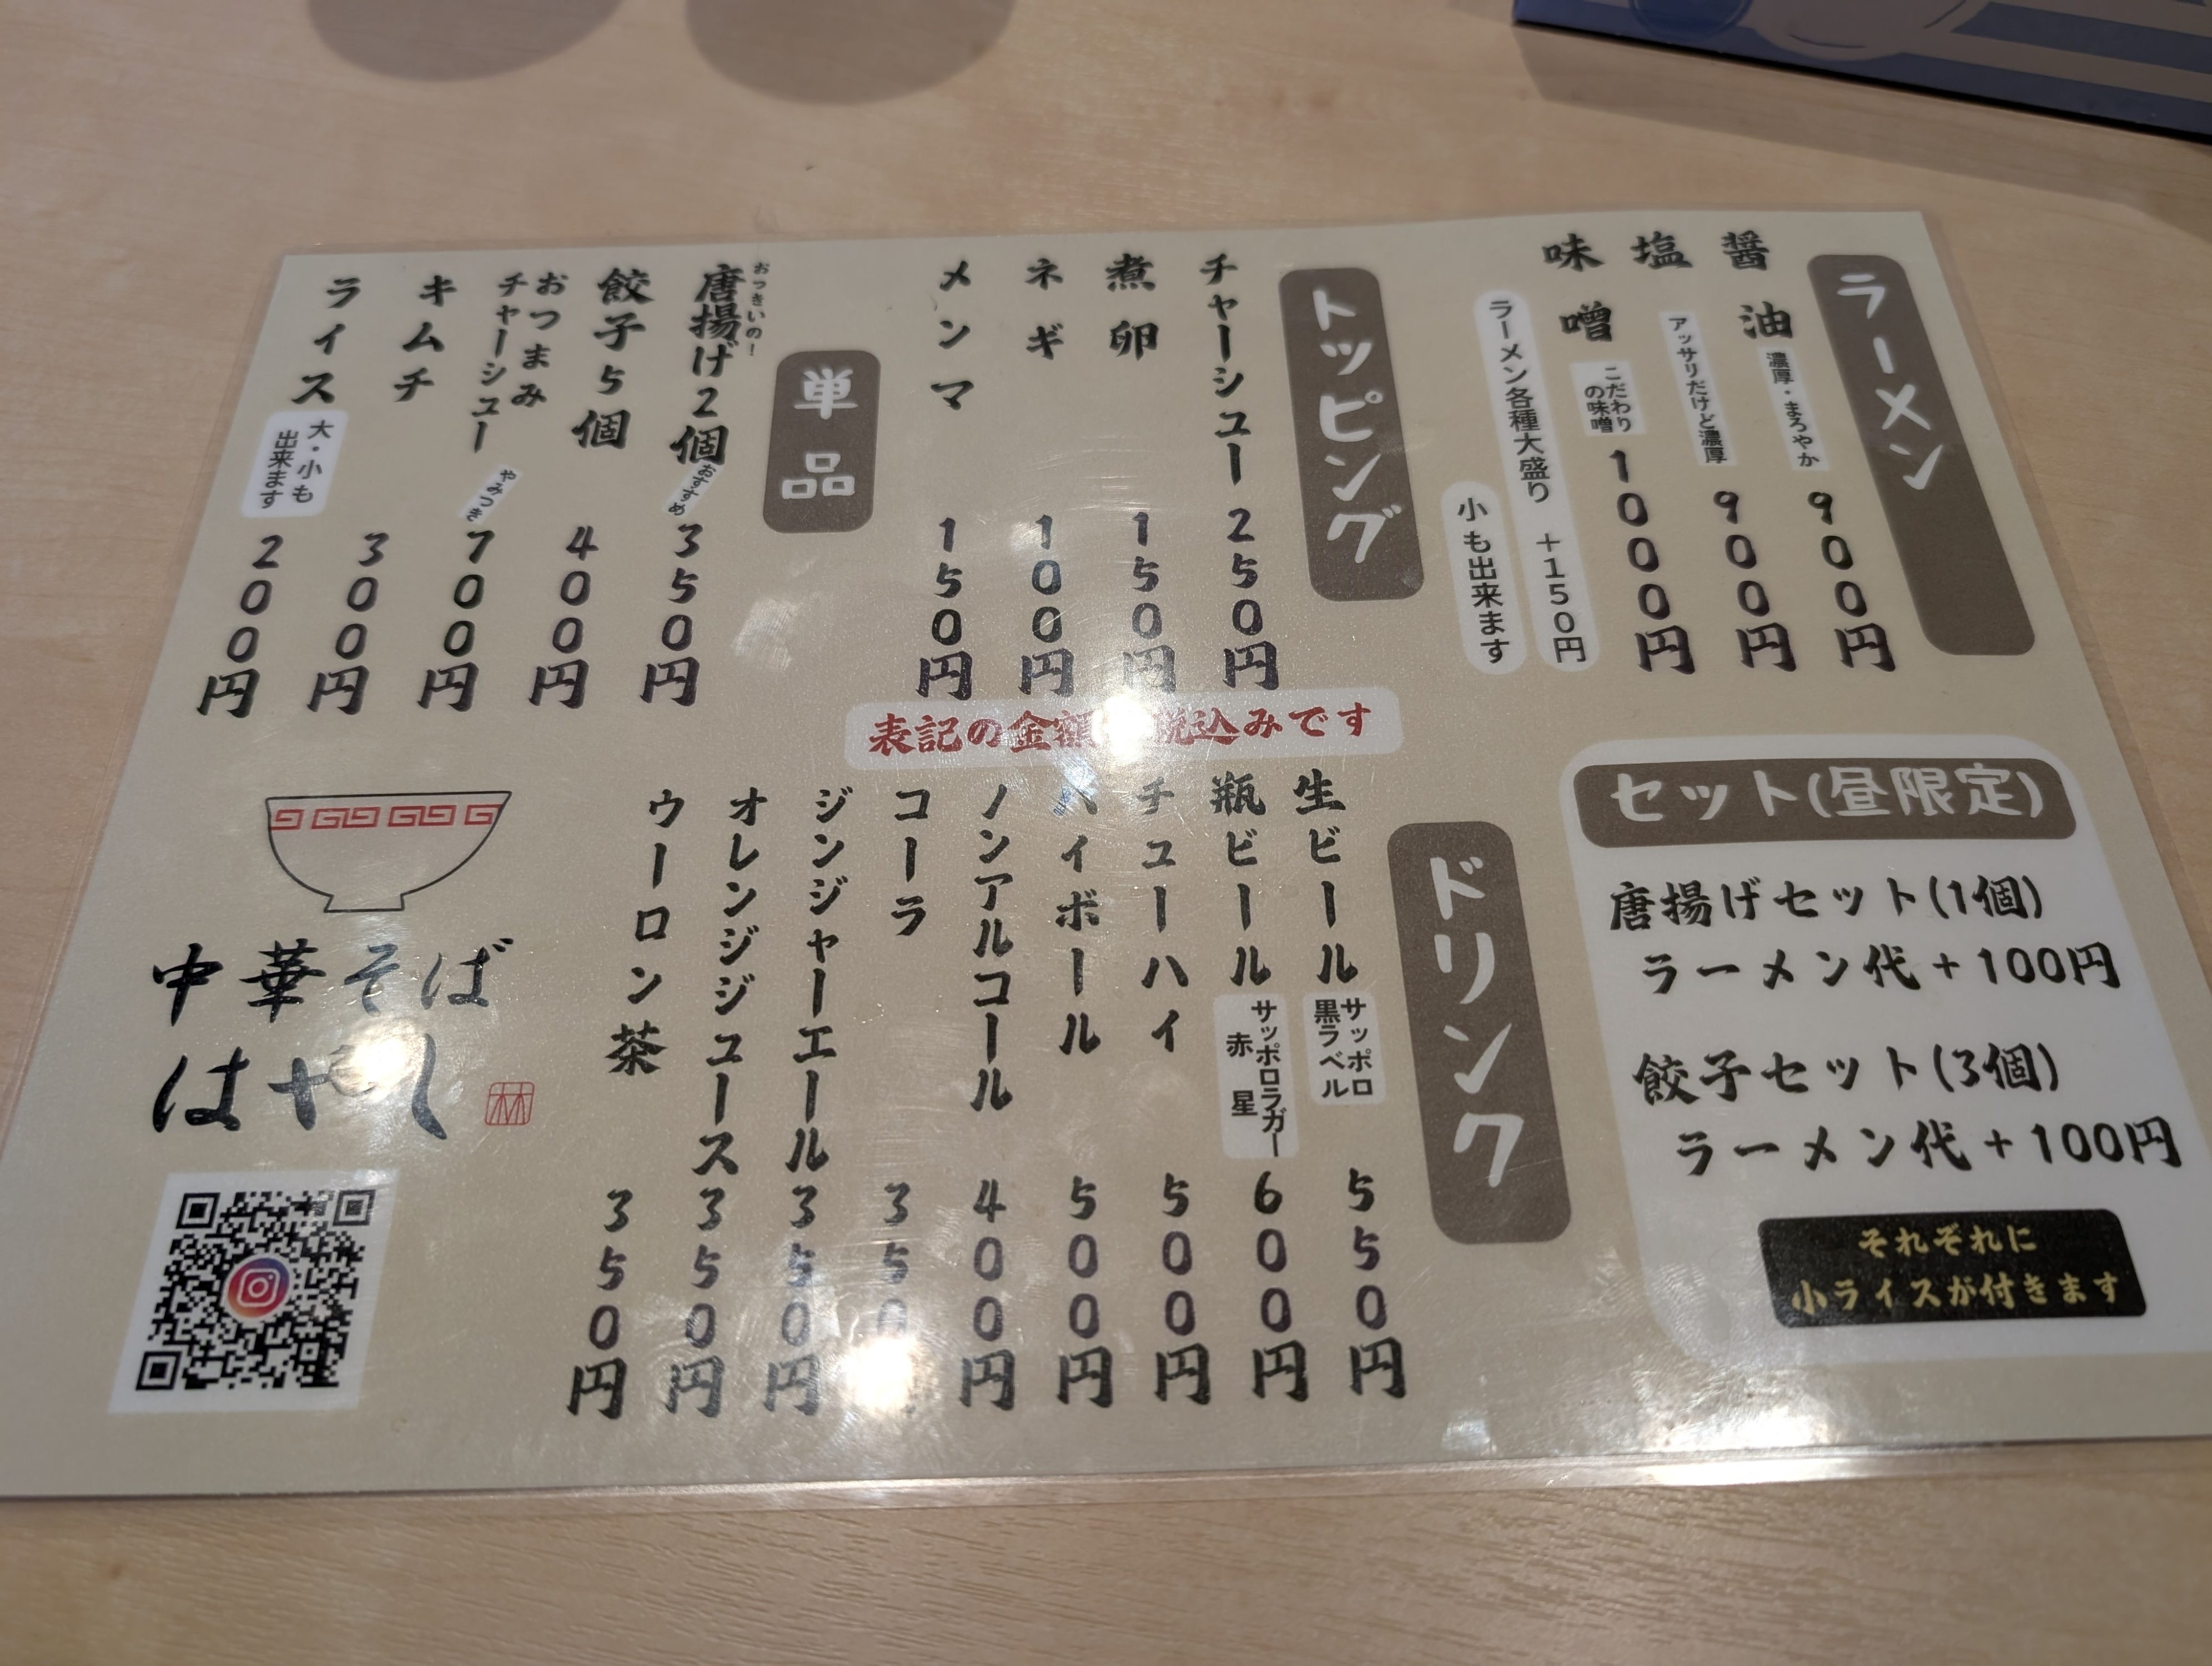 ラーメン
醤油 濃厚・まろやか 900円
塩 アッサリだけど濃厚 900円
味噌 こだわりの味噌 1000円
ラーメン各種大盛り +150円
小も出来ます
トッピング
チャーシュー 250円
煮卵 150円
ネギ 100円
メンマ 150円
単品
おっきいの!
唐揚げ2個 おすすめ 350円
餃子5個 400円
おつまみ
チャーシュー やみつき 700円
キムチ 300円
ライス 大・小も出来ます 200円
表記の金額 税込みです
セット(昼限定)
唐揚げセット(1個)
ラーメン代+100円
餃子セット(3個)
ラーメン代+100円
それぞれに
小ライスが付きます
ドリンク
生ビール サッポロ黒ラベル 550円
瓶ビール サッポロラガー赤星 600円
チューハイ 500円
ハイボール 500円
ノンアルコール 400円
コーラ 350
ジンジャーエール 350円
オレンジジュース 350円
ウーロン茶 350円
中華そば
はやし
林